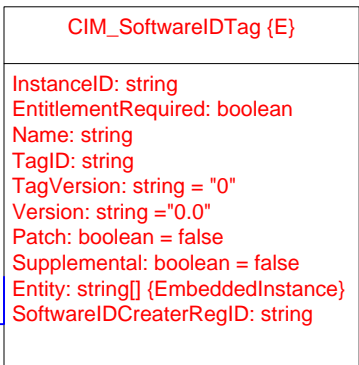 CIM_SoftwareIDTag {E}
InstanceID: string
EntitlementRequired: boolean
Name: string
TagID: string
TagVersion: string = "0"
Version: string ="0.0"
Patch: boolean = false
Supplemental: boolean = false
Entity: string[] {EmbeddedInstance}
SoftwareIDCreaterRegID: string